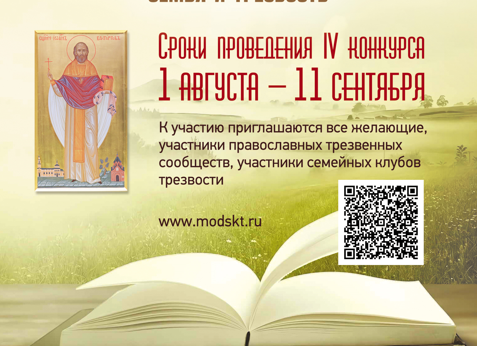 Сроки проведения IV конкурса
1 августа – 11 сентября
К участию приглашаются все желающие,
участники православных трезвенных
сообществ, участники семейных клубов
трезвости
www.modskt.ru